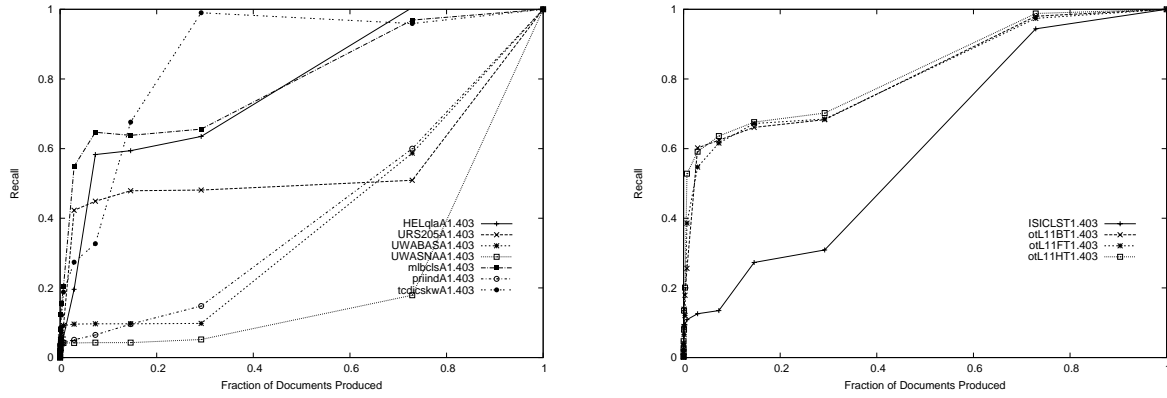 1
0.8
0.6
0.4
0.2
0
0
0.2
0.4
0.6
0.8
1
Recall
Fraction of Documents Produced
HELqlaA1.403
URS205A1.403
UWABASA1.403
UWASNAA1.403
mlbclsA1.403
priindA1.403
tcdicskwA1.403
1
0.8
0.6
0.4
0.2
0
0
0.2
0.4
0.6
0.8
1
Recall
Fraction of Documents Produced
ISICLST1.403
otL11BT1.403
otL11FT1.403
otL11HT1.403